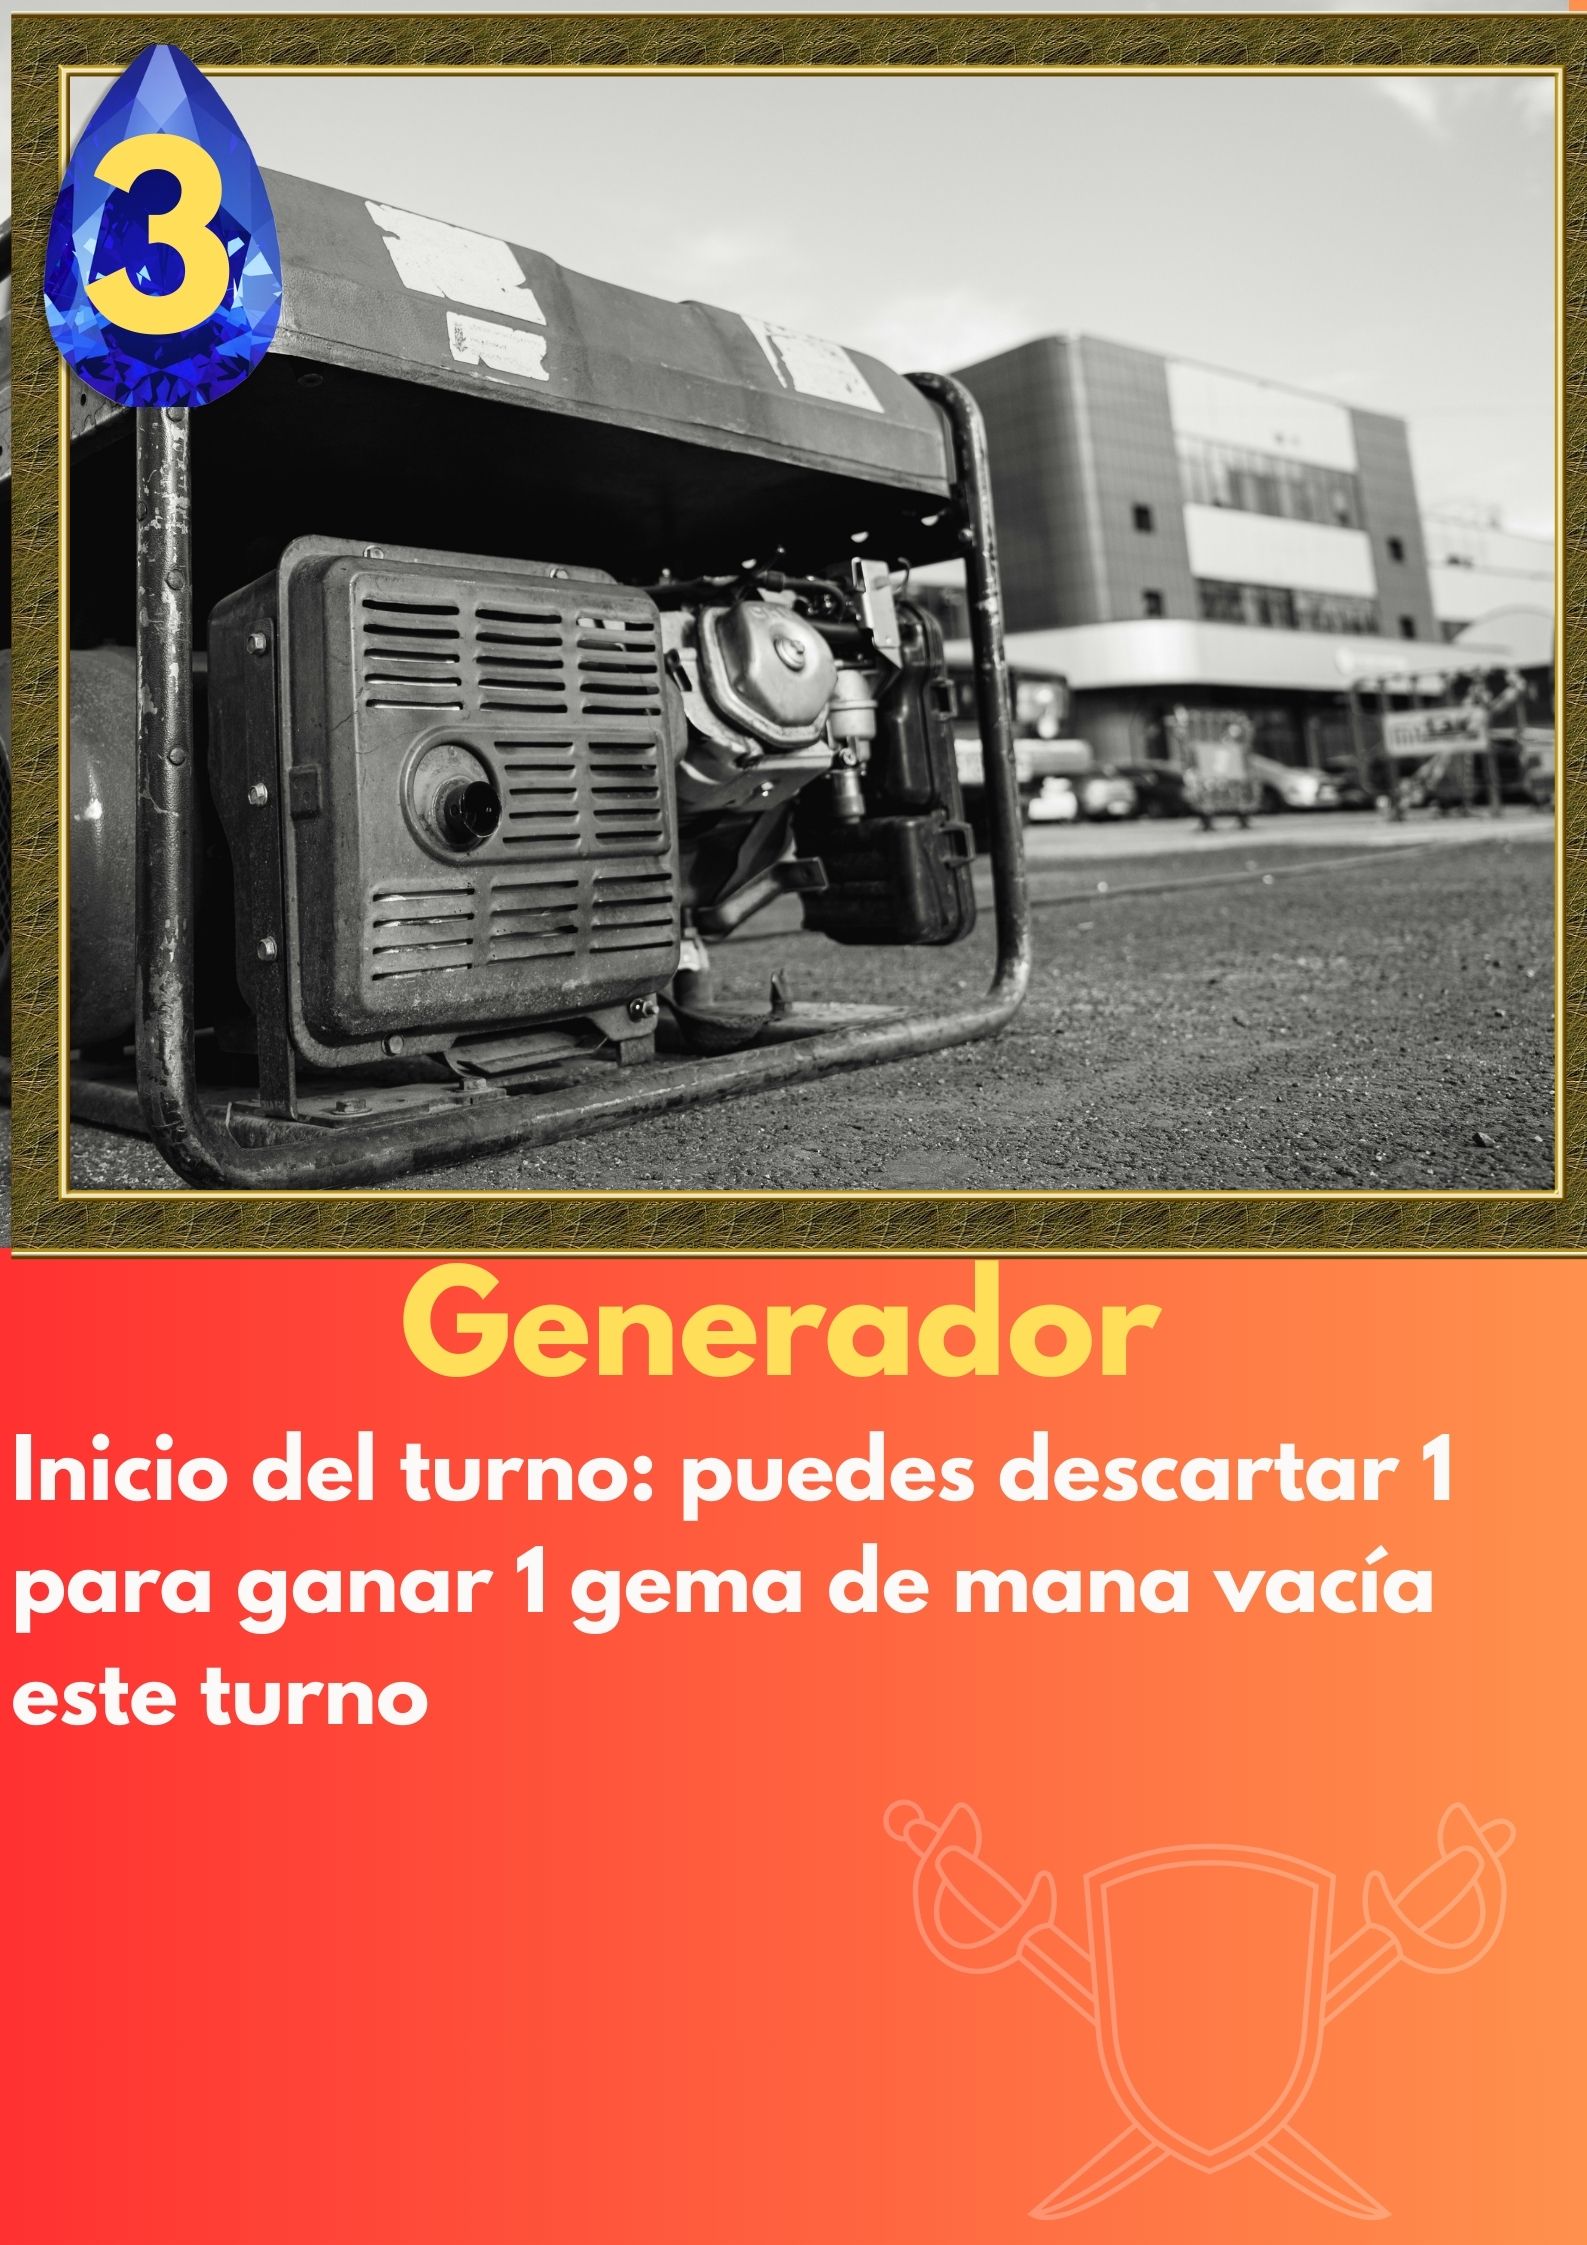 3
Generador
Inicio del turno: puedes descartar 1
para ganar 1 gema de mana vacía
este turno